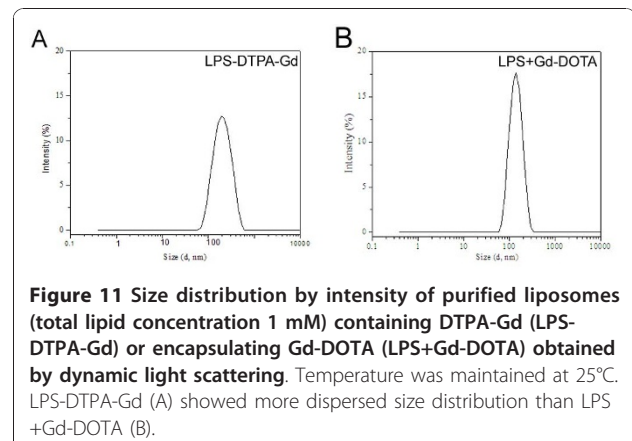 A
LPS-DTPA-Gd
20
15
10
5
0
Intensity (%)
0.1 1 10 100 10000
Size (d, nm)
B
LPS+Gd-DOTA
20
15
10
5
0
Intensity (%)
0.1 1 10 100 1000 10000
Size (d, nm)
Figure 11 Size distribution by intensity of purified liposomes
(total lipid concentration 1 mM) containing DTPA-Gd (LPS-
DTPA-Gd) or encapsulating Gd-DOTA (LPS+Gd-DOTA) obtained
by dynamic light scattering. Temperature was maintained at 25°C.
LPS-DTPA-Gd (A) showed more dispersed size distribution than LPS
+Gd-DOTA (B).